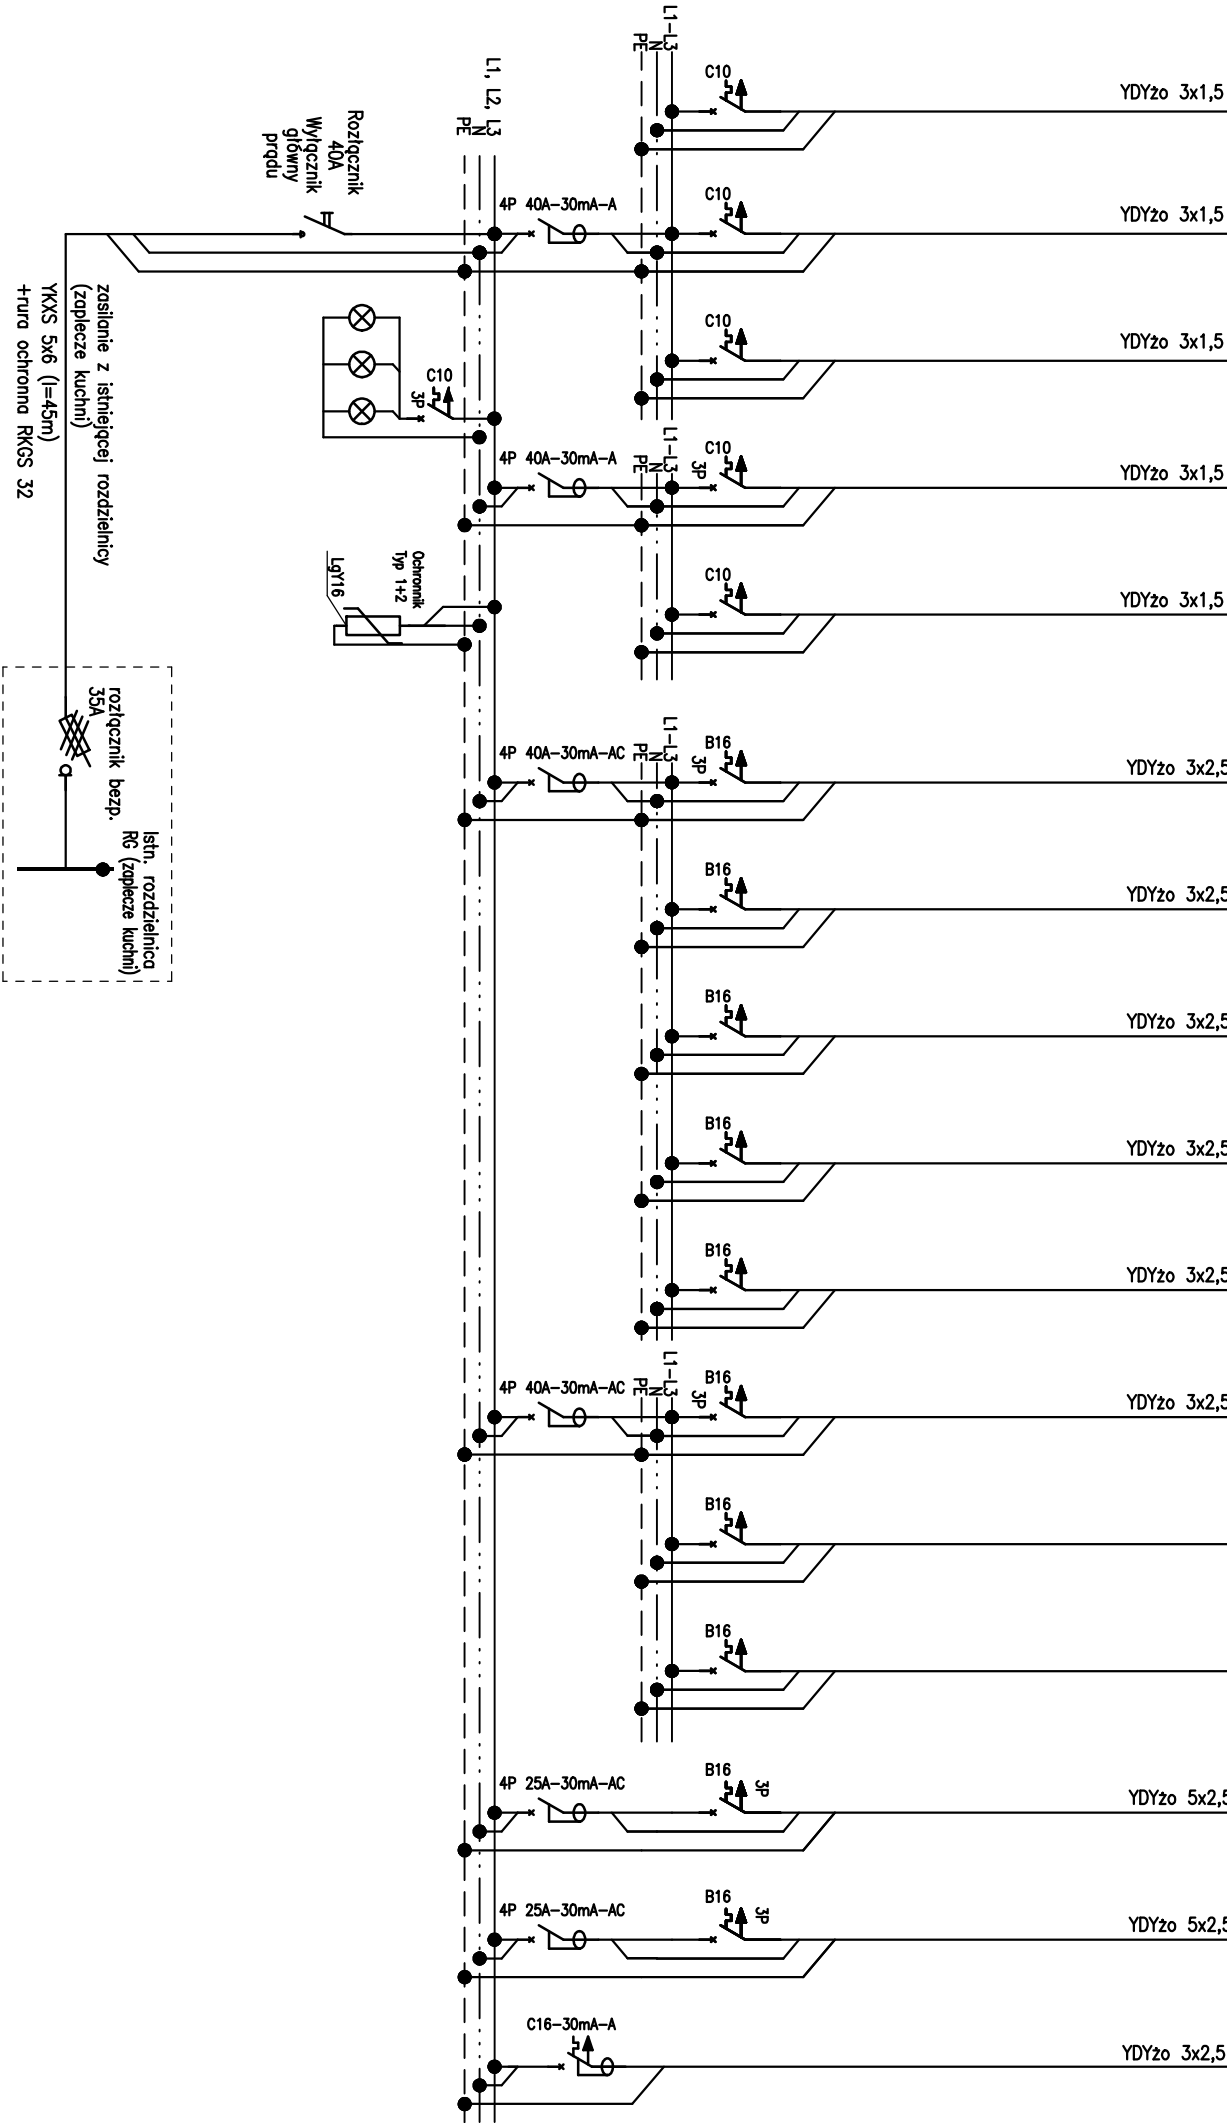 L1-L3
N
PE
C10
YDYżo 3x1,5
L1, L2, L3
N
PE
Rozłącznik
40A
Wyłącznik
główny
prądu
4P 40A-30mA-A
C10
YDYżo 3x1,5
zasilanie z istniejącej rozdzielnicy
(zaplecze kuchni)
YKXS 5x6 (l=45m)
+rura ochronna RKGS 32
C10
YDYżo 3x1,5
C10
3P
4P 40A-30mA-A
L1-L3
N
PE
C10
3P
YDYżo 3x1,5
Ochronnik
Typ 1+2
LgY16
C10
YDYżo 3x1,5
rozłącznik bezp.
35A
Istn. rozdzielnica
RG (zaplecze kuchni)
4P 40A-30mA-AC
L1-L3
N
PE
B16
3P
YDYżo 3x2,5
B16
YDYżo 3x2,5
B16
YDYżo 3x2,5
B16
YDYżo 3x2,5
B16
YDYżo 3x2,5
4P 40A-30mA-AC
L1-L3
N
PE
B16
3P
YDYżo 3x2,5
B16
B16
4P 25A-30mA-AC
B16
3P
YDYżo 5x2,5
4P 25A-30mA-AC
B16
3P
YDYżo 5x2,5
C16-30mA-A
YDYżo 3x2,5